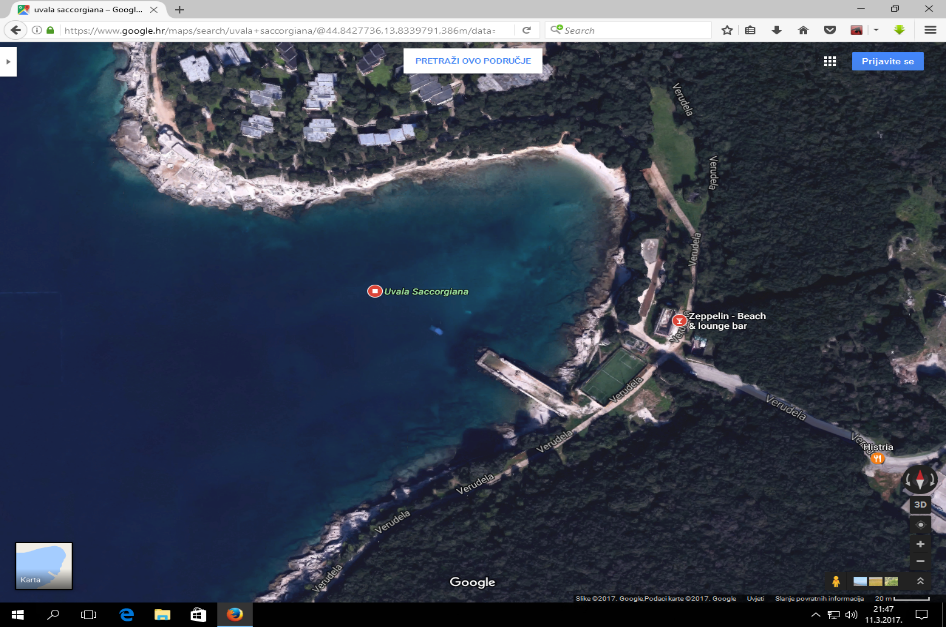 uvala saccorgiana – Googl...
https://www.google.hr/maps/search/uvala+saccorgiana/@44.8427736,13.8339791,386m/data=
Search
PRETRAŽI OVO PODRUČJE
Prijavite se
Verudela
Verudela
Verudela
Uvala Saccorgiana
Zeppelin - Beach
& lounge bar
Verudela
Verudela
Verudela
Verudela
Histria
Verudela
Verudela
Verudela
3D
Karta
Google
Slike ©2017, Google,Podaci karte ©2017, Google
Uvjeti
Slanje povratnih informacija
20 m
21:47
11.3.2017.